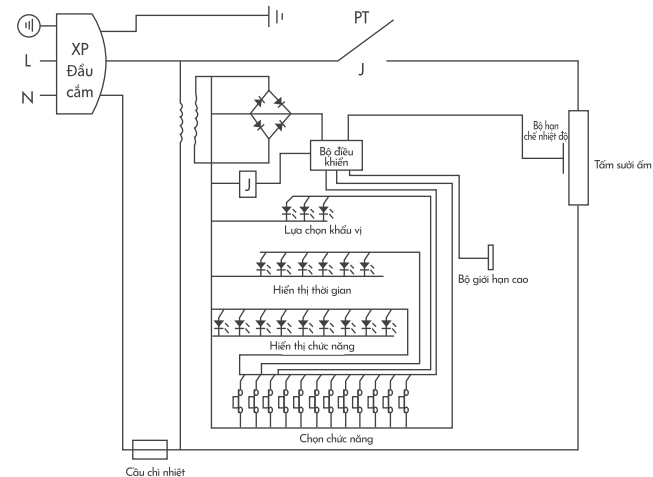 PT
XP
L
Đầu
cắm
J
N
Bộ hạn
chế nhiệt độ
Bộ điều
khiển
Tấm sưởi ấm
J
Lựa chọn khẩu vị
Bộ giới hạn cao
Hiển thị thời gian
Hiển thị chức năng
Chọn chức năng
Cầu chì nhiệt